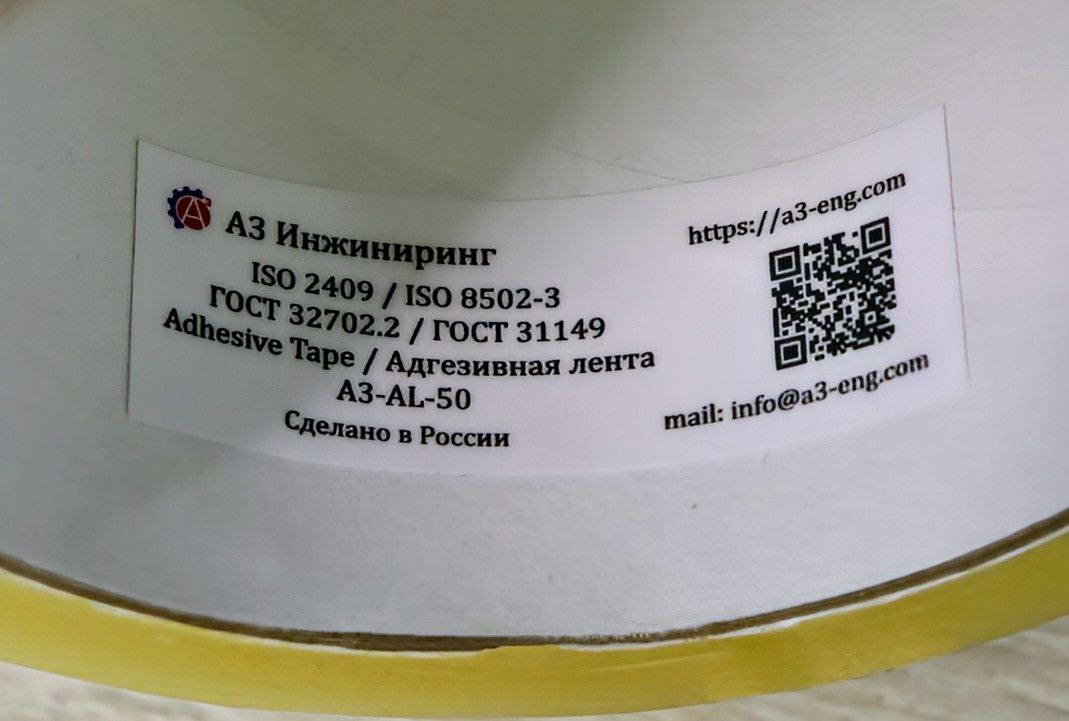 А3 Инжиниринг
ISO 2409 / ISO 8502-3
ГОСТ 32702.2 / ГОСТ 31149
Adhesive Tape / Адгезивная лента
A3-AL-50
Сделано в России
https://a3-eng.com
mail: info@a3-eng.com